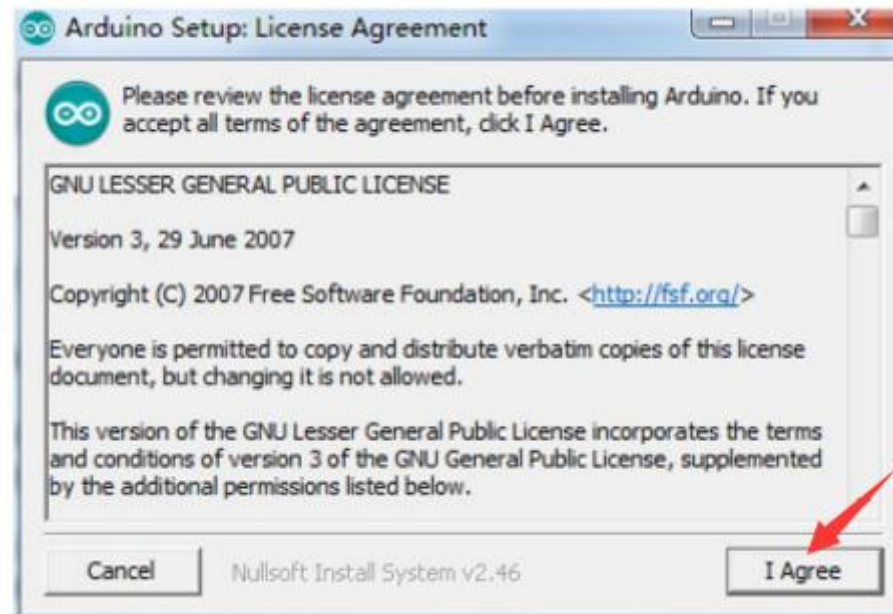 Arduino Setup: License Agreement
Please review the license agreement before installing Arduino. If you
accept all terms of the agreement, click I Agree.
GNU LESSER GENERAL PUBLIC LICENSE
Version 3, 29 June 2007
Copyright (C) 2007 Free Software Foundation, Inc. <http://fsf.org/>
Everyone is permitted to copy and distribute verbatim copies of this license
document, but changing it is not allowed.
This version of the GNU Lesser General Public License incorporates the terms
and conditions of version 3 of the GNU General Public License, supplemented
by the additional permissions listed below.
Cancel Nullsoft Install System v2.46 I Agree